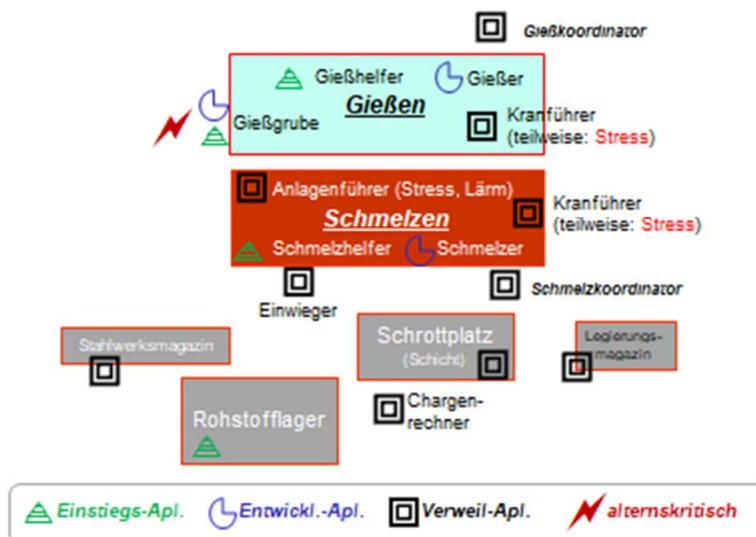 Gießkoordinator
Gießhelfer
Gießer
Gießen
Gießgrube
Kranführer
(teilweise: Stress)
Anlagenführer (Stress, Lärm)
Schmelzen
Kranführer
(teilweise: Stress)
Schmelzhelfer
Schmelzer
Einwieger
Schmelzkoordinator
Stahlwerksmagazin
Schrottplatz
(Schicht)
Legierungs-
magazin
Rohstofflager
Chargen-
rechner
Einstiegs-Apl.
Entwickl.-Apl.
Verweil-Apl.
alternskritisch